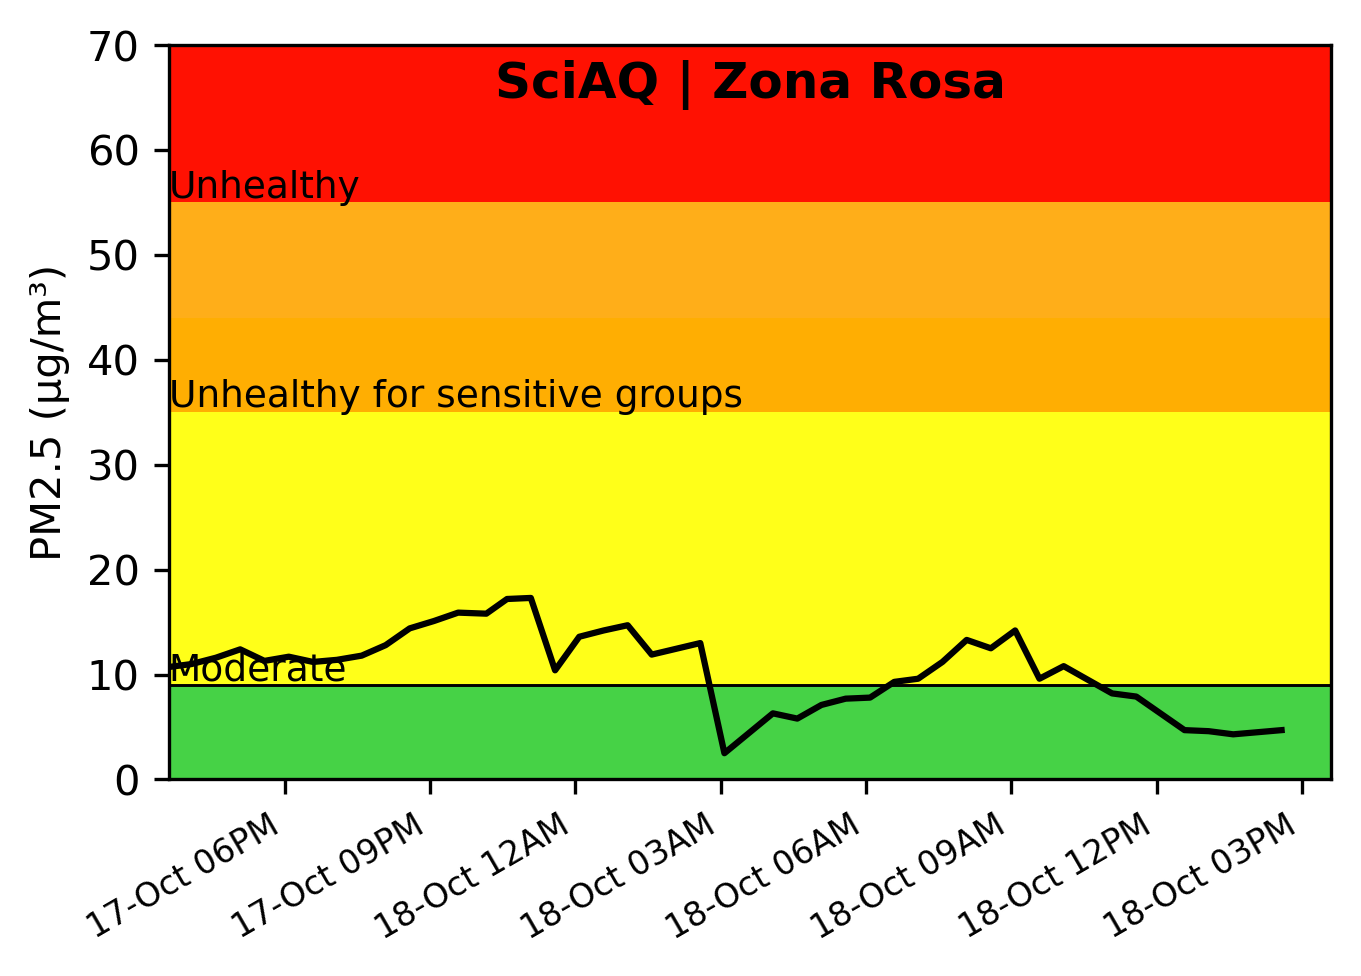 SciAQ | Zona Rosa
PM2.5 (µg/m³)
70
60
50
40
30
20
10
0
Unhealthy
Unhealthy for sensitive groups
Moderate
17-Oct 06PM
17-Oct 09PM
18-Oct 12AM
18-Oct 03AM
18-Oct 06AM
18-Oct 09AM
18-Oct 12PM
18-Oct 03PM